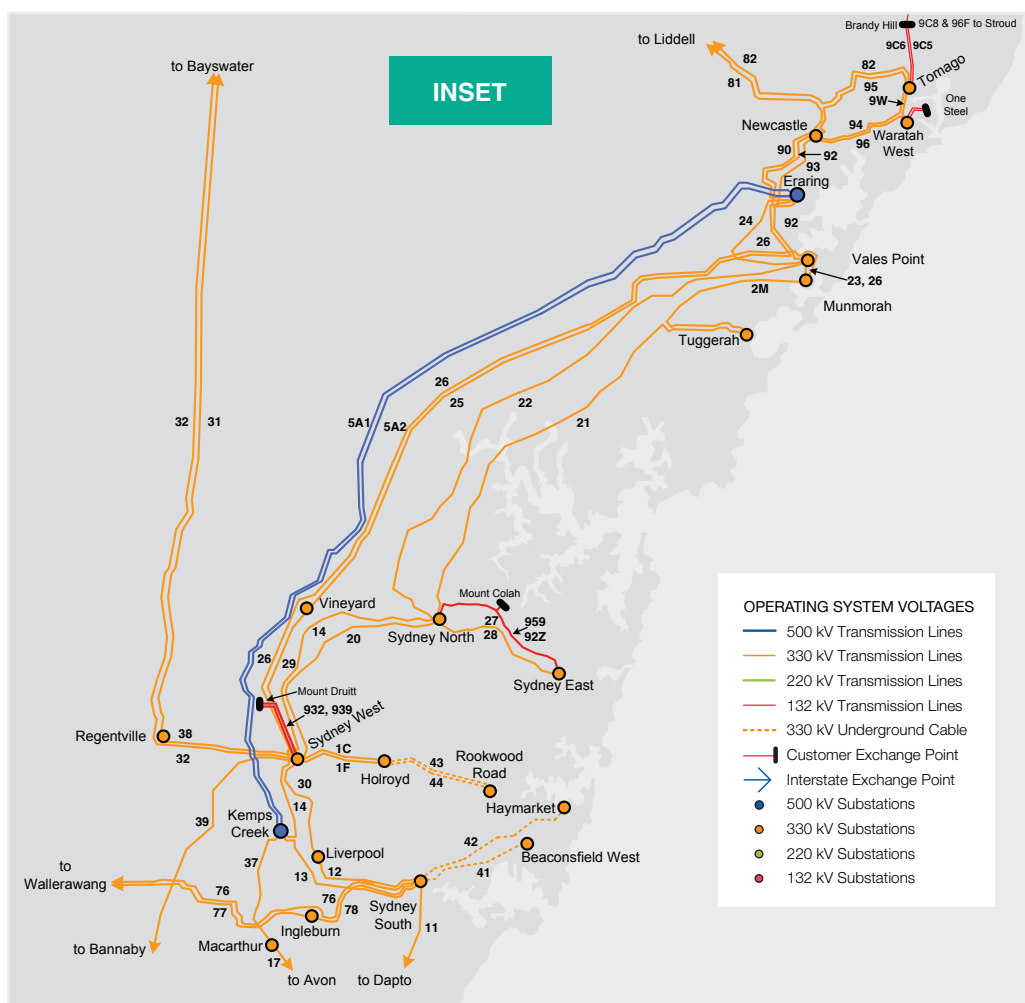 Brandy Hill
9C8 & 96F to Stroud
9C6
9C5
to Liddell
82
81
82
95
Tomago
9W
One
Steel
to Bayswater
INSET
Newcastle
94
96
Waratah
West
90
92
93
Eraring
24
92
26
Vales Point
23, 26
2M
Munmorah
Tuggerah
26
25
22
21
32
31
5A1
5A2
Mount Colah
Vineyard
14
20
Sydney North
27
28
959
92Z
Sydney East
26
29
Mount Druitt
932, 939
Sydney West
Regentville
38
32
1C
1F
Holroyd
43
44
Rookwood
Road
Haymarket
30
14
39
Kemps
Creek
37
Liverpool
12
13
42
41
Beaconsfield West
to
Wallerawang
76
77
76
78
Sydney
South
Ingleburn
11
to Bannaby
Macarthur
17
to Avon
to Dapto
OPERATING SYSTEM VOLTAGES
500 kV Transmission Lines
330 kV Transmission Lines
220 kV Transmission Lines
132 kV Transmission Lines
330 kV Underground Cable
Customer Exchange Point
Interstate Exchange Point
500 kV Substations
330 kV Substations
220 kV Substations
132 kV Substations